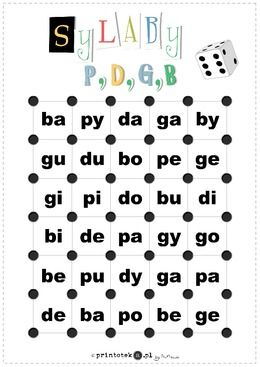 SyLABy
P, D, G, B
ba py da ga by
gu du bo pe ge
gi pi do bu di
bi de pa gy go
be pu dy ga pa
de ba po be ge
printotek a.pl